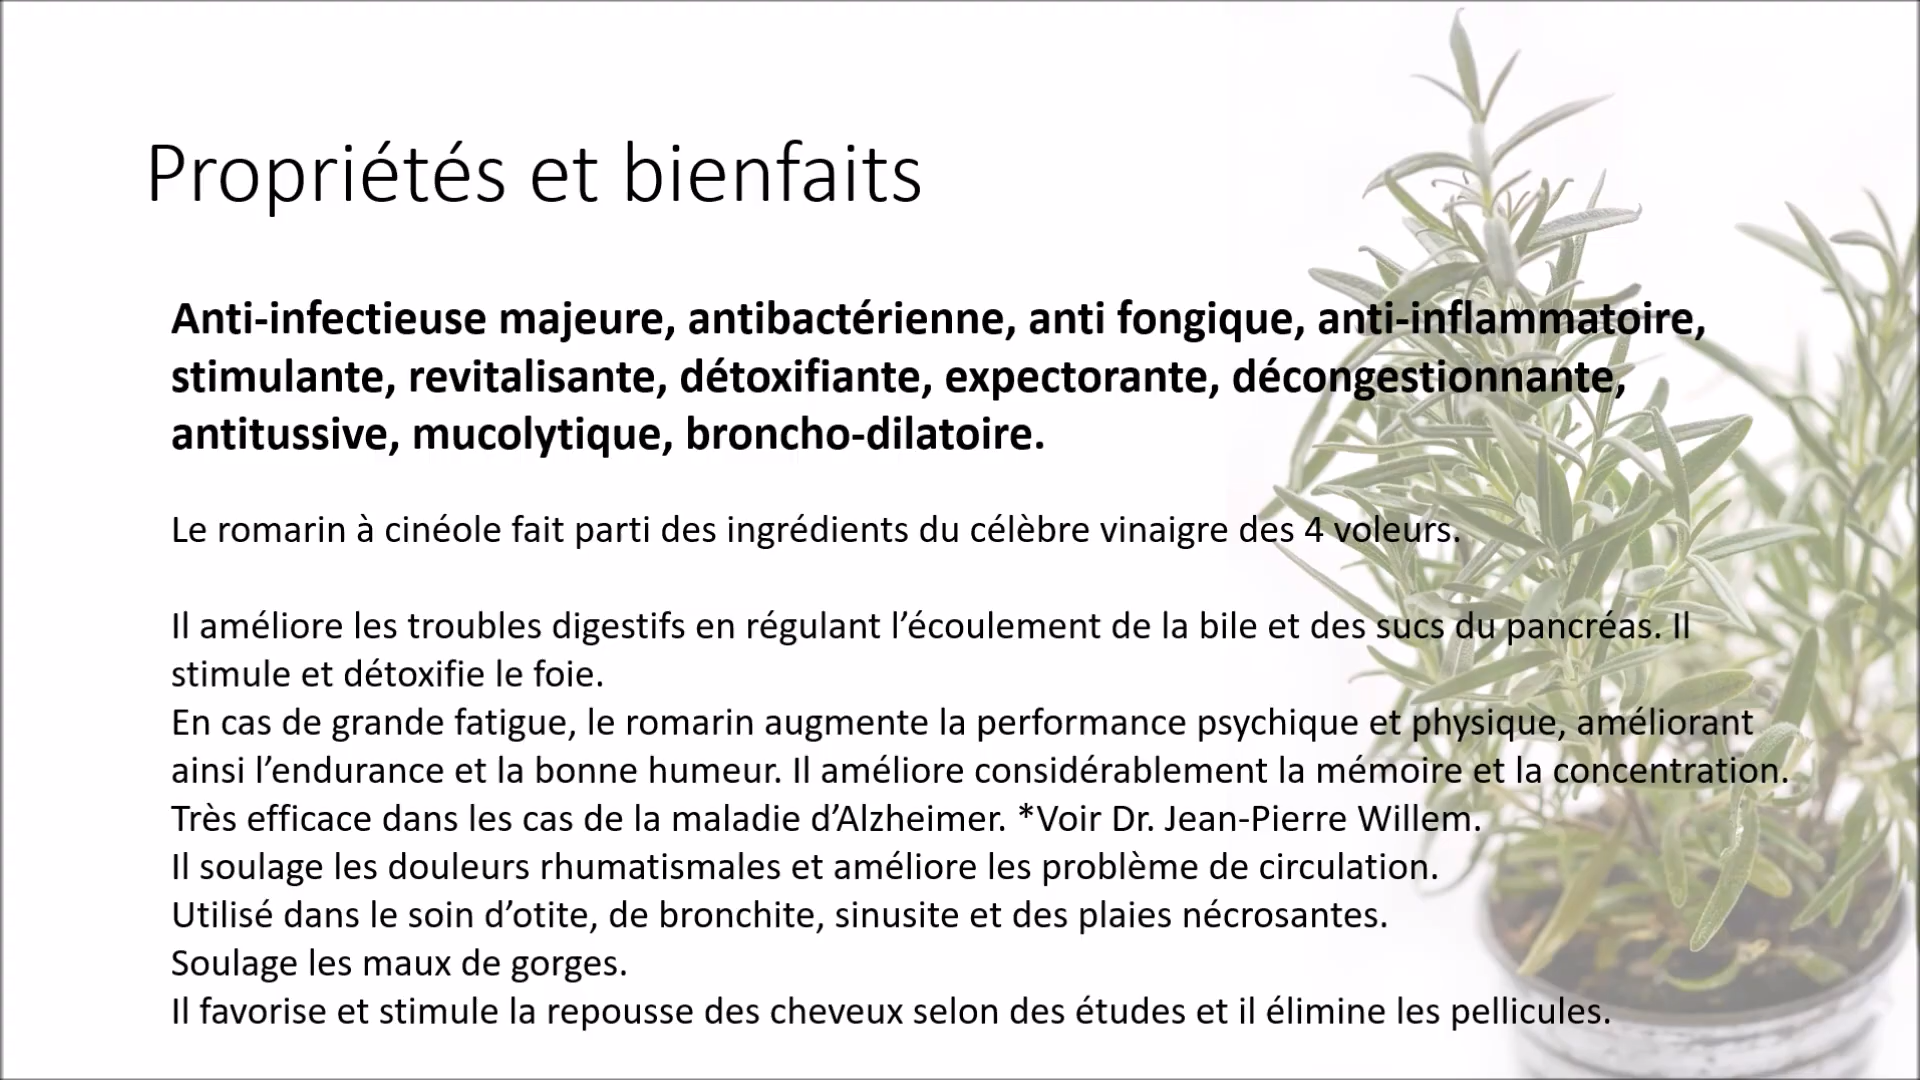 Propriétés et bienfaits
Anti-infectieuse majeure, antibactérienne, anti fongique, anti-inflammatoire,
stimulante, revitalisante, détoxifiante, expectorante, décongestionnante,
antitussive, mucolytique, broncho-dilatoire.
Le romarin à cinéole fait parti des ingrédients du célèbre vinaigre des 4 voleurs.
Il améliore les troubles digestifs en régulant l’écoulement de la bile et des sucs du pancréas. Il
stimule et détoxifie le foie.
En cas de grande fatigue, le romarin augmente la performance psychique et physique, améliorant
ainsi l’endurance et la bonne humeur. Il améliore considérablement la mémoire et la concentration.
Très efficace dans les cas de la maladie d’Alzheimer. *Voir Dr. Jean-Pierre Willem.
Il soulage les douleurs rhumatismales et améliore les problème de circulation.
Utilisé dans le soin d’otite, de bronchite, sinusite et des plaies nécrosantes.
Soulage les maux de gorges.
Il favorise et stimule la repousse des cheveux selon des études et il élimine les pellicules.